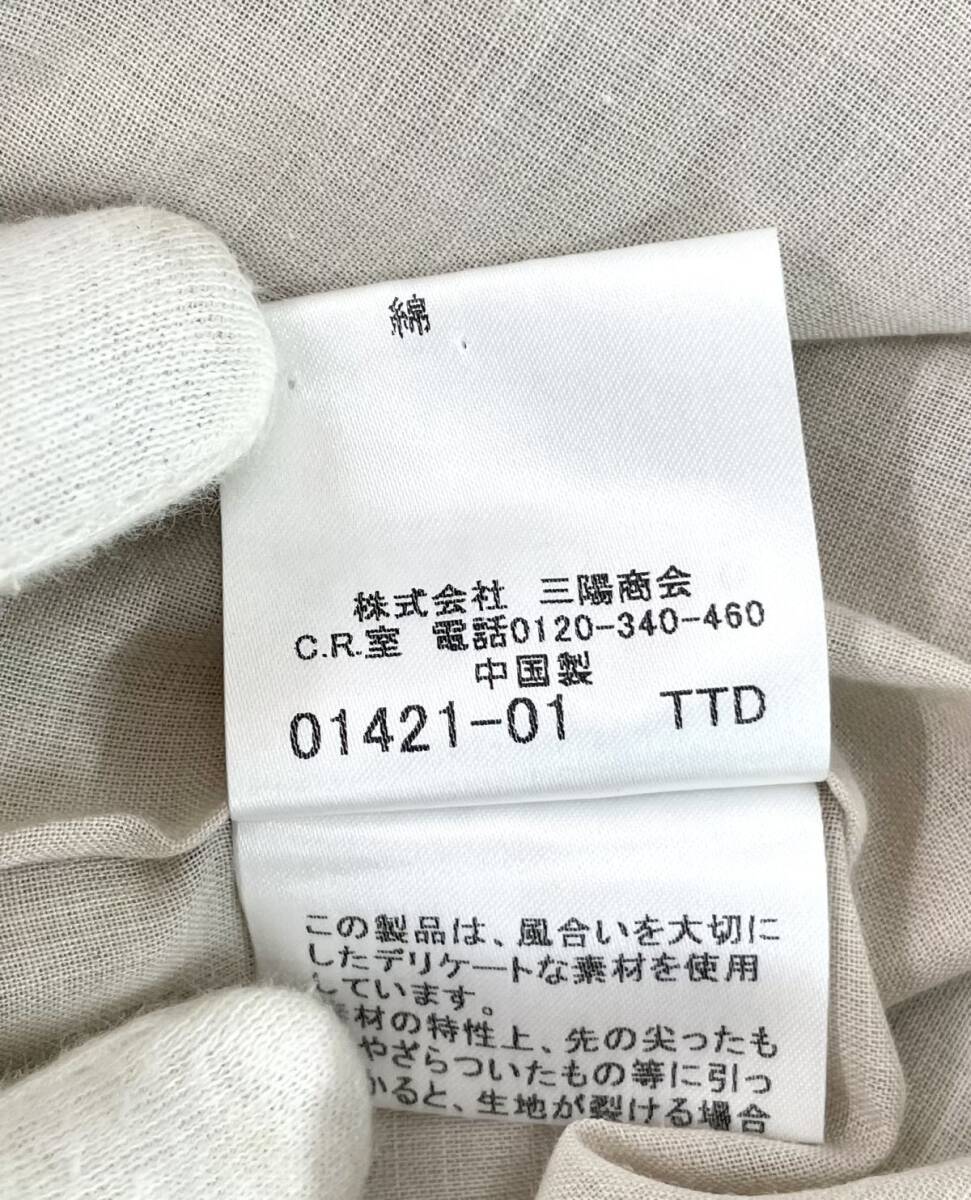 綿
株式会社 三陽商会
C.R.室 電話0120-340-460
中国製
01421-01 TTD
この製品は、風合いを大切に
したデリケートな素材を使用
しています。
材の特性上、先の尖ったも
やざらついたもの等に引っ
かると、生地が裂ける場合